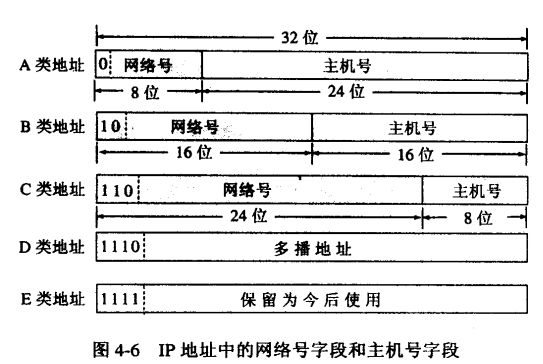 32 位
A 类地址 0 网络号 主机号
8 位 24 位
B 类地址 10 网络号 主机号
16 位 16 位
C 类地址 110 网络号 主机号
24 位 8 位
D 类地址 1110 多播地址
E 类地址 1111 保留为今后使用
图 4-6 IP 地址中的网络号字段和主机号字段